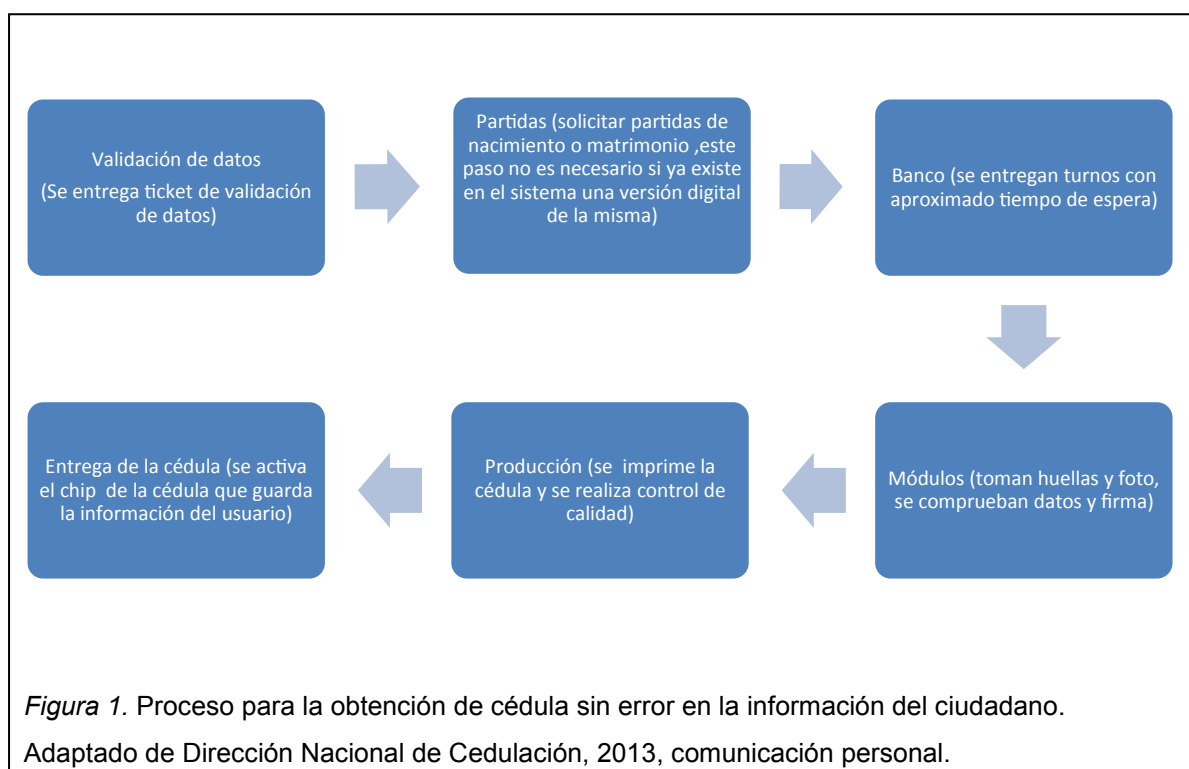 Validación de datos
(Se entrega ticket de validación
de datos)
Partidas (solicitar partidas de
nacimiento o matrimonio ,este
paso no es necesario si ya existe
en el sistema una versión digital
de la misma)
Banco (se entregan turnos con
aproximado tiempo de espera)
Módulos (toman huellas y foto,
se comprueban datos y firma)
Producción (se  imprime la
cédula y se realiza control de
calidad)
Entrega de la cédula (se activa
el chip  de la cédula que guarda
la información del usuario)
Figura 1. Proceso para la obtención de cédula sin error en la información del ciudadano.
Adaptado de Dirección Nacional de Cedulación, 2013, comunicación personal.